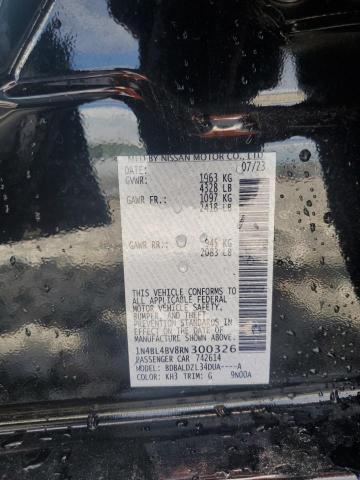 MFD BY NISSAN MOTOR CO., LTD
DATE: 07/23
GVWR: 1963 KG
4328 LB
GAWR FR.: 1097 KG
2418 LB
GAWR RR.: 945 KG
2083 LB
THIS VEHICLE CONFORMS TO
ALL APPLICABLE FEDERAL
MOTOR VEHICLE SAFETY,
BUMPER, AND THEFT
PREVENTION STANDARDS IN
EFFECT ON THE DATE OF
MANUFACTURE SHOWN ABOVE.
1N4BL4BV8RN300326
PASSENGER CAR 742614
MODEL: BDBALDZL34DUA----A
COLOR: KH3 TRIM: G 9N00A